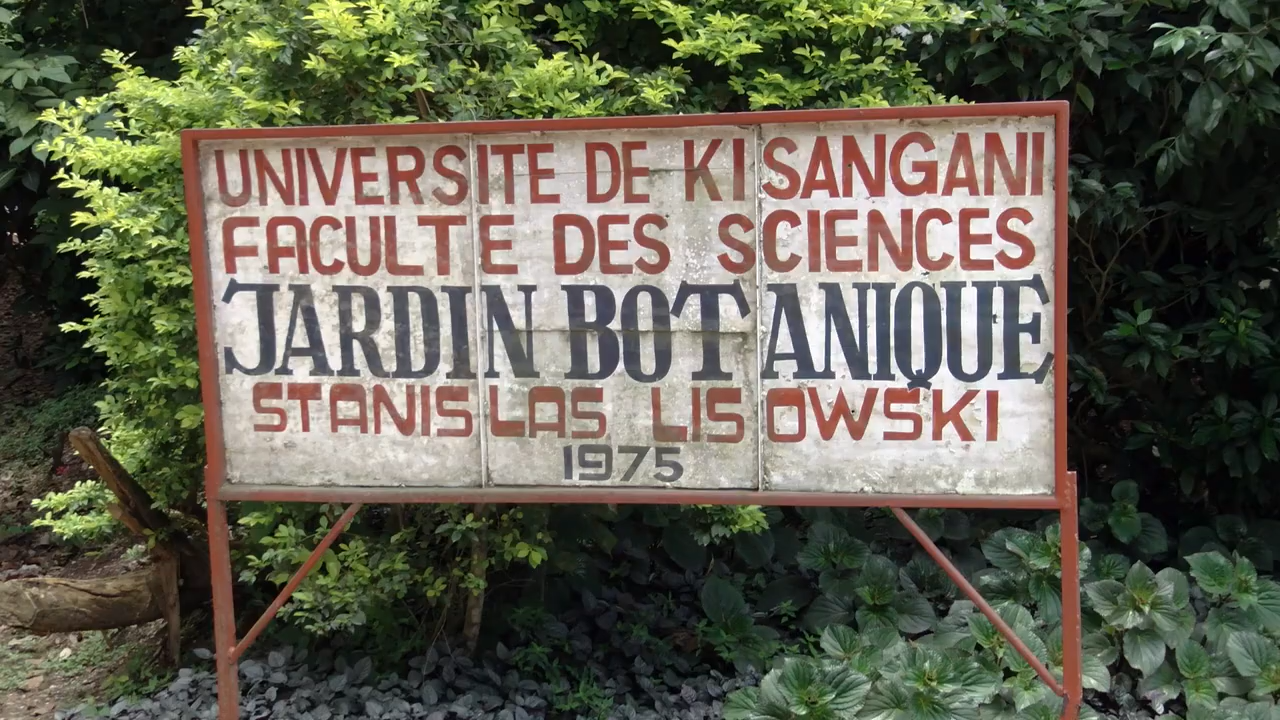 UNIVERSITE DE KISANGANI
FACULTE DES SCIENCES
JARDIN BOTANIQUE
STANISLAS LISOWSKI
1975